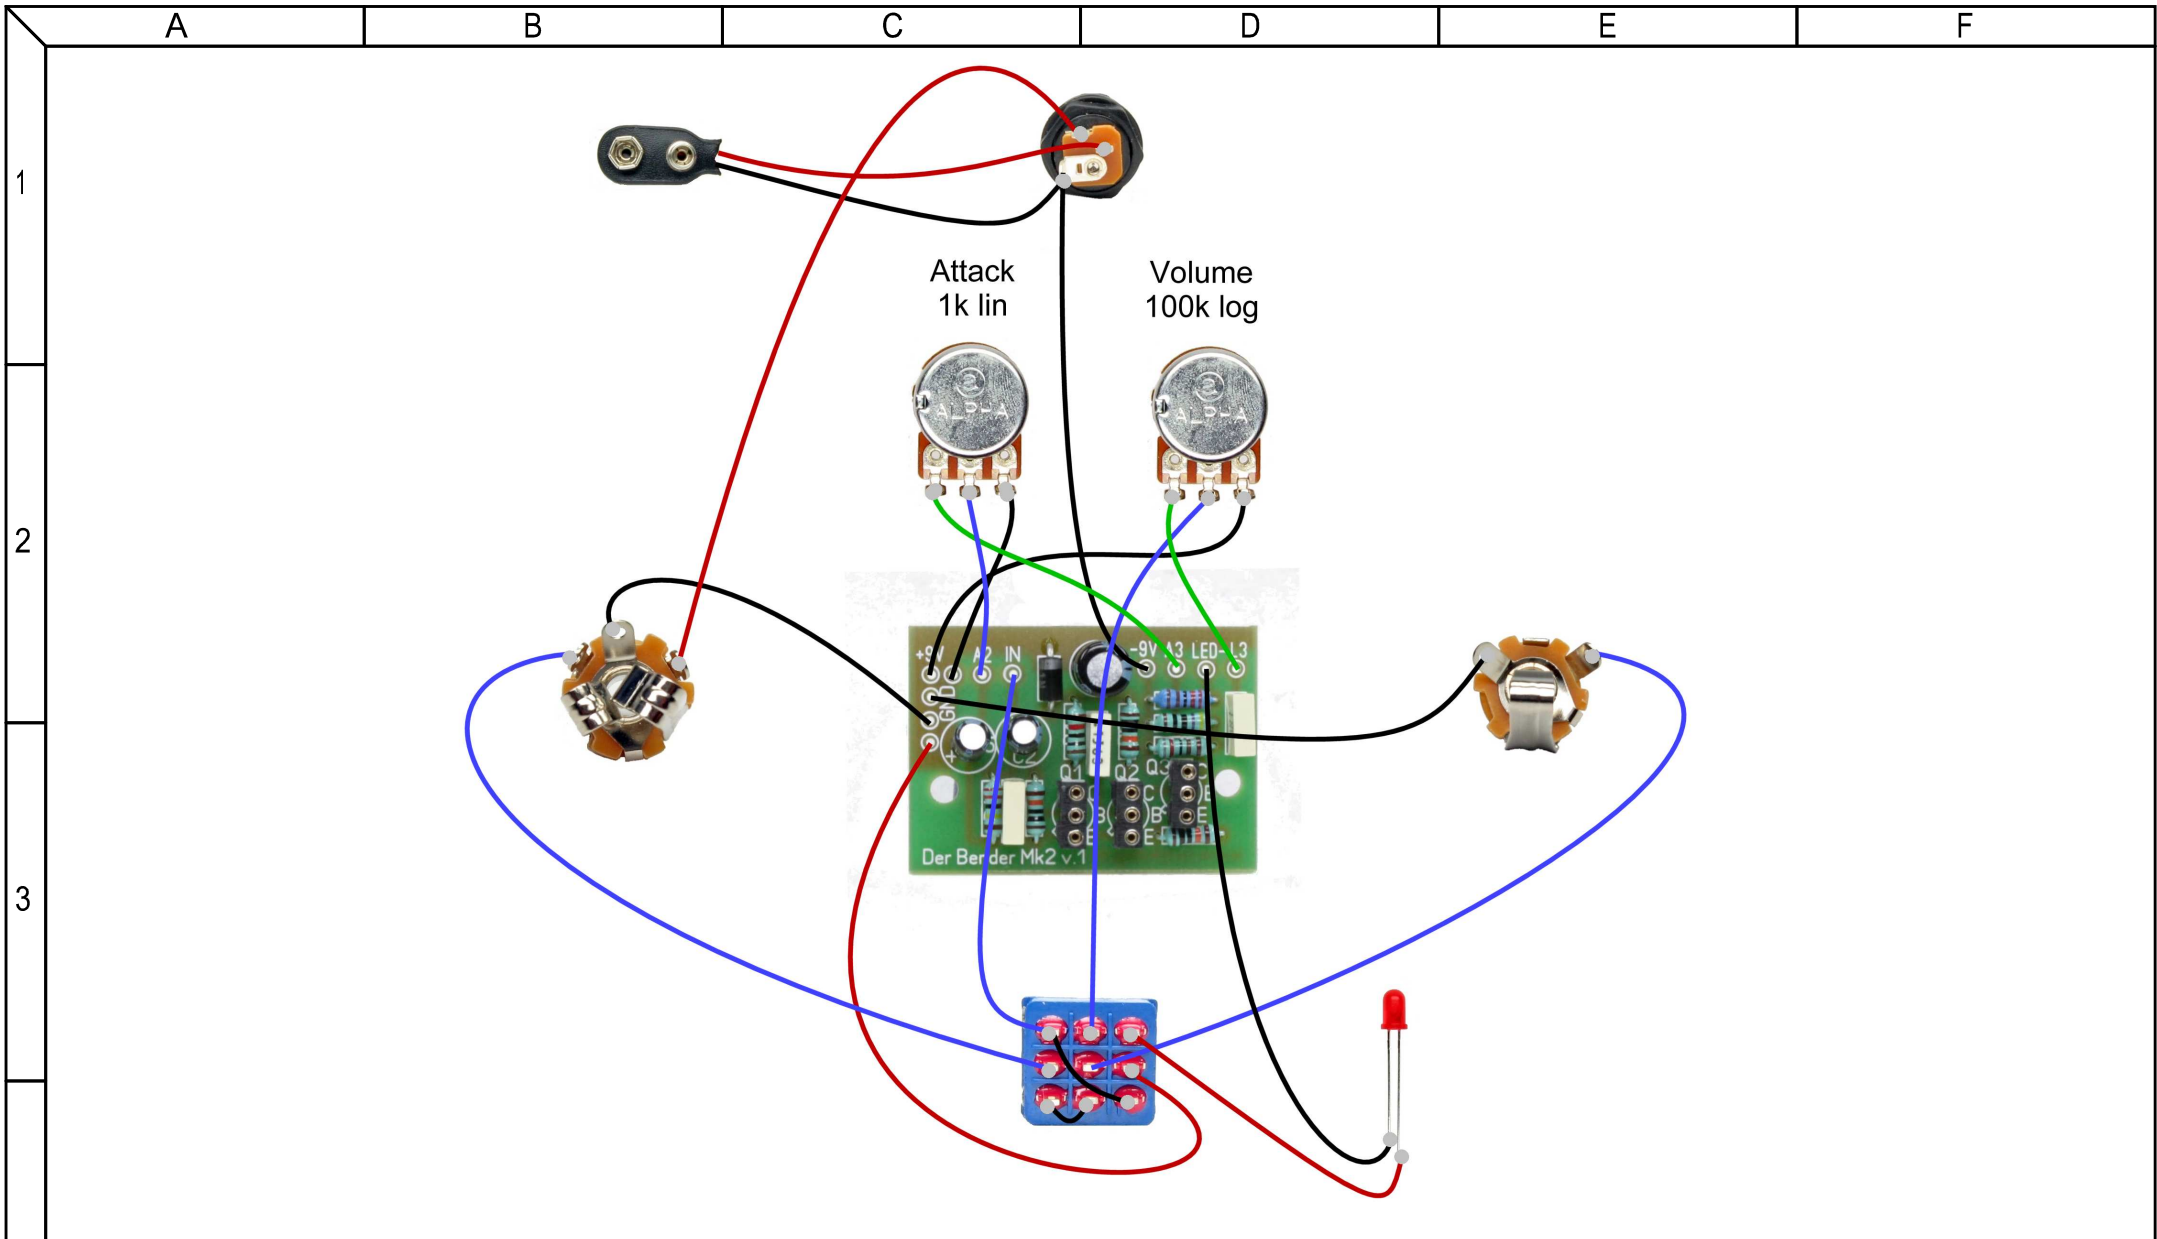 A B C D E F
1
Attack
1k lin
Volume
100k log
ALPHA
ALPHA
2
+9V A2 IN
-9V A3 LED- L3
GND
+
C2
Q1 Q2 Q3 C
C B
B B E
E E
Der Bender Mk2 v.1
3